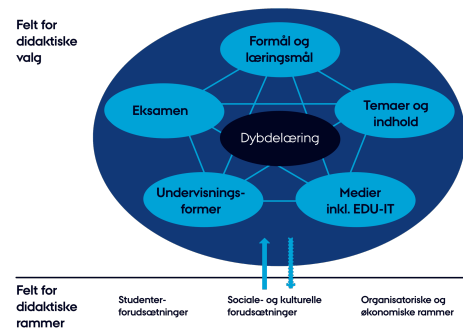 Felt for
didaktiske
valg
Formål og
læringsmål
Eksamen
Temaer og
indhold
Dybdelæring
Undervisnings-
former
Medier
inkl. EDU-IT
Felt for
didaktiske
rammer
Studenter-
forudsætninger
Sociale- og kulturelle
forudsætninger
Organisatoriske og
økonomiske rammer